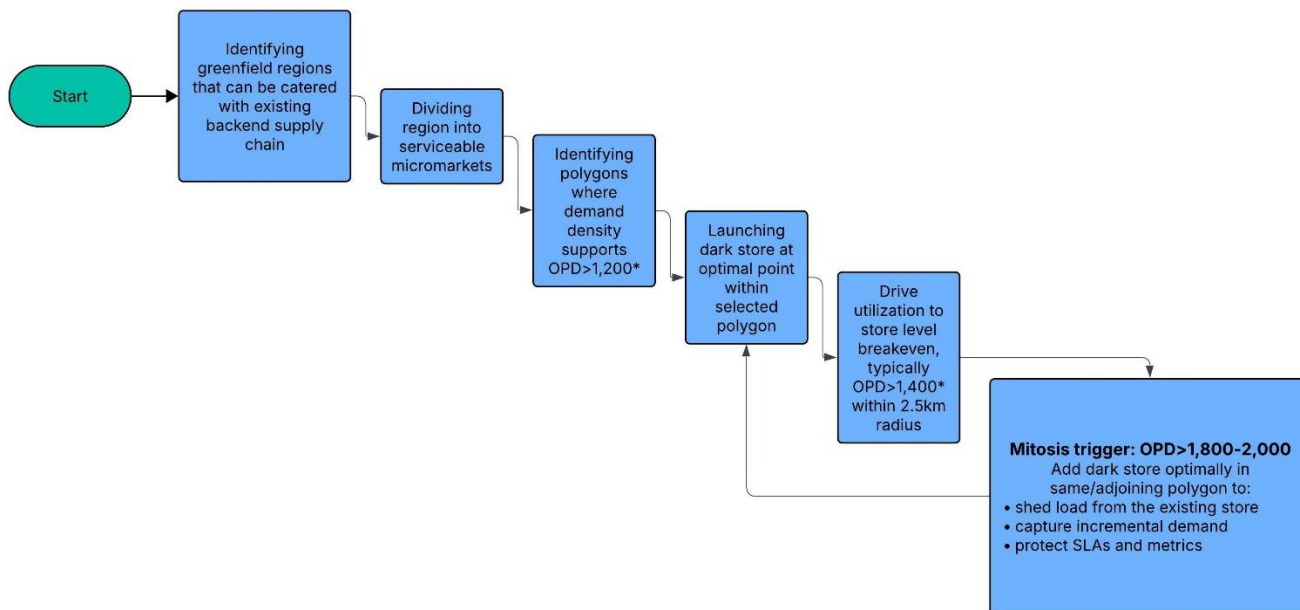 Start
Identifying
greenfield regions
that can be catered
with existing
backend supply
chain
Dividing
region into
serviceable
micromarkets
Identifying
polygons
where
demand
density
supports
OPD>1,200*
Launching
dark store at
optimal point
within
selected
polygon
Drive
utilization to
store level
breakeven,
typically
OPD>1,400*
within 2.5km
radius
Mitosis trigger: OPD>1,800-2,000
Add dark store optimally in
same/adjoining polygon to:
• shed load from the existing store
• capture incremental demand
• protect SLAs and metrics